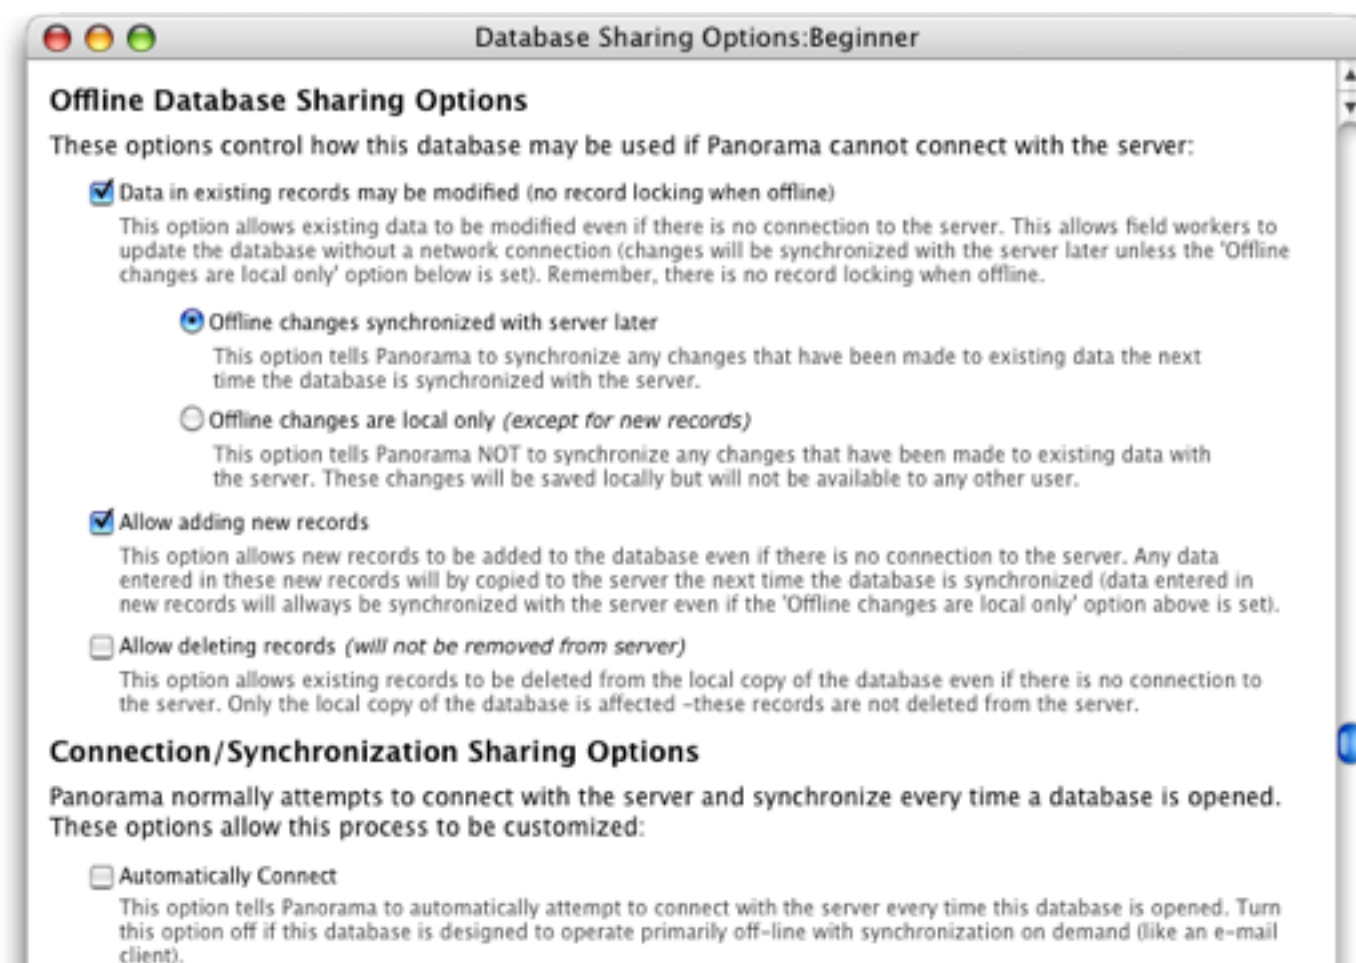 Database Sharing Options:Beginner
Offline Database Sharing Options
These options control how this database may be used if Panorama cannot connect with the server:
Data in existing records may be modified (no record locking when offline)
This option allows existing data to be modified even if there is no connection to the server. This allows field workers to
update the database without a network connection (changes will be synchronized with the server later unless the 'Offline
changes are local only' option below is set). Remember, there is no record locking when offline.
Offline changes synchronized with server later
This option tells Panorama to synchronize any changes that have been made to existing data the next
time the database is synchronized with the server.
Offline changes are local only (except for new records)
This option tells Panorama NOT to synchronize any changes that have been made to existing data with
the server. These changes will be saved locally but will not be available to any other user.
Allow adding new records
This option allows new records to be added to the database even if there is no connection to the server. Any data
entered in these new records will by copied to the server the next time the database is synchronized (data entered in
new records will allways be synchronized with the server even if the 'Offline changes are local only' option above is set).
Allow deleting records (will not be removed from server)
This option allows existing records to be deleted from the local copy of the database even if there is no connection to
the server. Only the local copy of the database is affected -these records are not deleted from the server.
Connection/Synchronization Sharing Options
Panorama normally attempts to connect with the server and synchronize every time a database is opened.
These options allow this process to be customized:
Automatically Connect
This option tells Panorama to automatically attempt to connect with the server every time this database is opened. Turn
this option off if this database is designed to operate primarily off-line with synchronization on demand (like an e-mail
client).